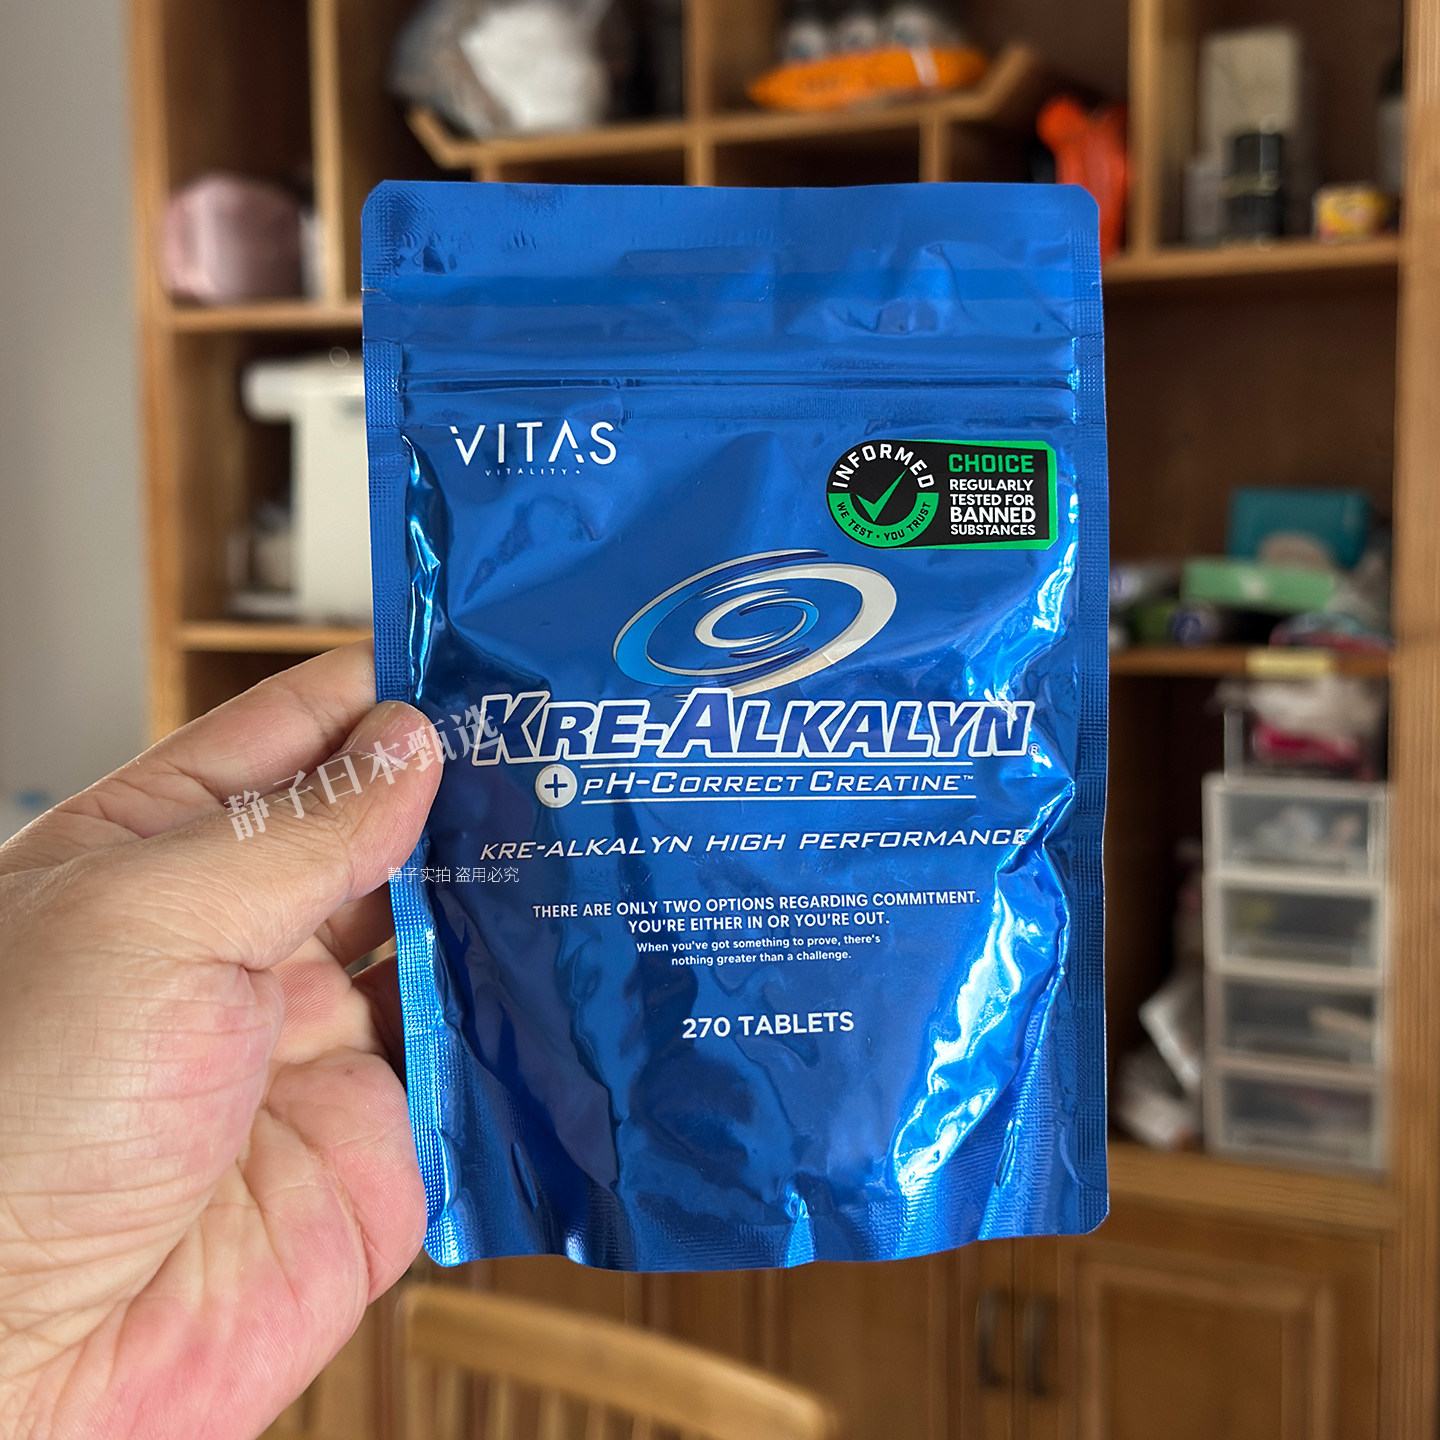 VITAS
VITALITY+
INFORMED
WE TEST • YOU TRUST
CHOICE
REGULARLY
TESTED FOR
BANNED
SUBSTANCES
KRE-ALKALYN®
+ pH-CORRECT CREATINE™
KRE-ALKALYN HIGH PERFORMANCE
THERE ARE ONLY TWO OPTIONS REGARDING COMMITMENT.
YOU'RE EITHER IN OR YOU'RE OUT.
When you've got something to prove, there's
nothing greater than a challenge.
270 TABLETS
静子日本甄选
静子实拍 盗用必究